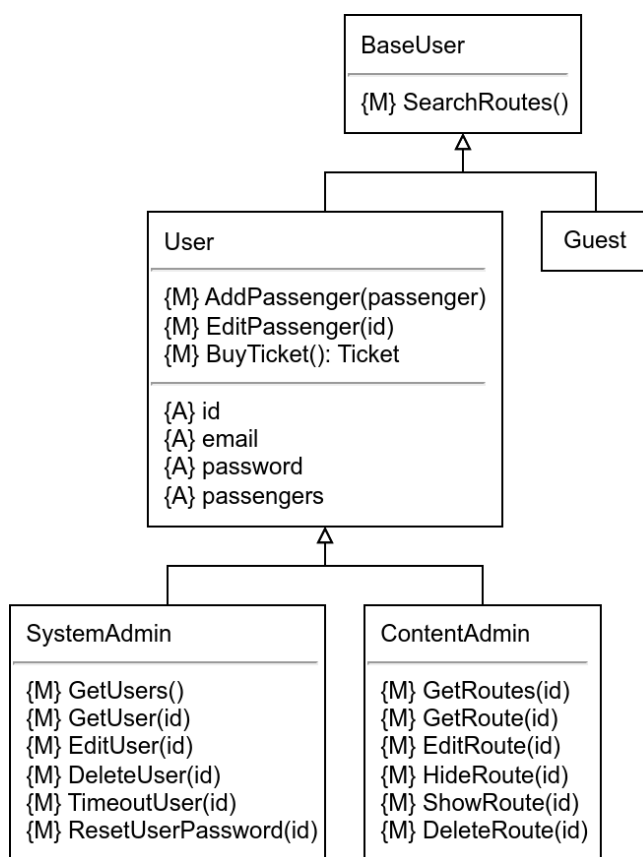 BaseUser
{M} SearchRoutes()
User
{M} AddPassenger(passenger)
{M} EditPassenger(id)
{M} BuyTicket(): Ticket
{A} id
{A} email
{A} password
{A} passengers
Guest
SystemAdmin
{M} GetUsers()
{M} GetUser(id)
{M} EditUser(id)
{M} DeleteUser(id)
{M} TimeoutUser(id)
{M} ResetUserPassword(id)
ContentAdmin
{M} GetRoutes(id)
{M} GetRoute(id)
{M} EditRoute(id)
{M} HideRoute(id)
{M} ShowRoute(id)
{M} DeleteRoute(id)